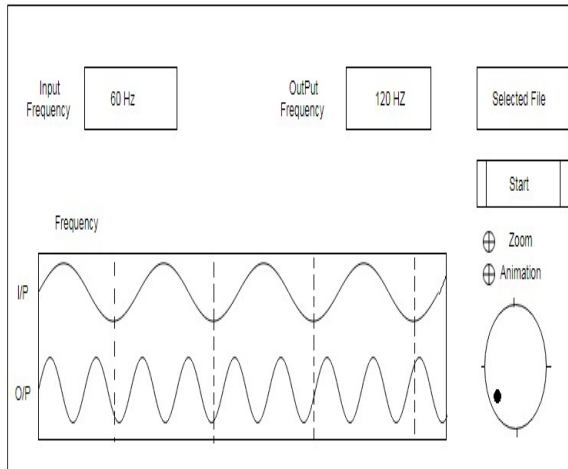 Input
Frequency
60 Hz
OutPut
Frequency
120 HZ
Selected File
Start
Zoom
Animation
Frequency
I/P
O/P